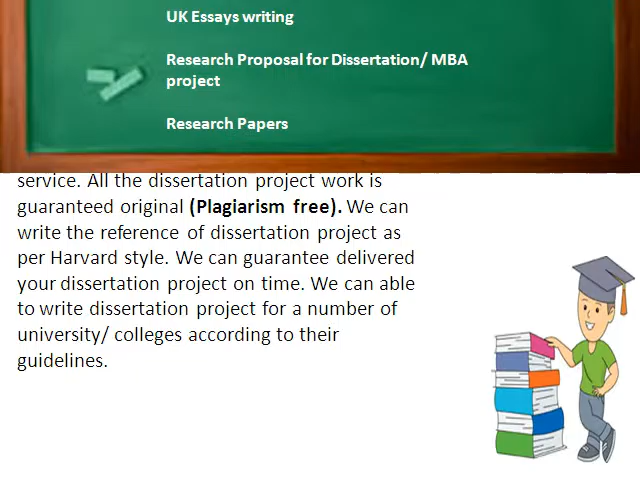 UK Essays writing
Research Proposal for Dissertation/ MBA
project
Research Papers
service. All the dissertation project work is
guaranteed original (Plagiarism free). We can
write the reference of dissertation project as
per Harvard style. We can guarantee delivered
your dissertation project on time. We can able
to write dissertation project for a number of
university/ colleges according to their
guidelines.